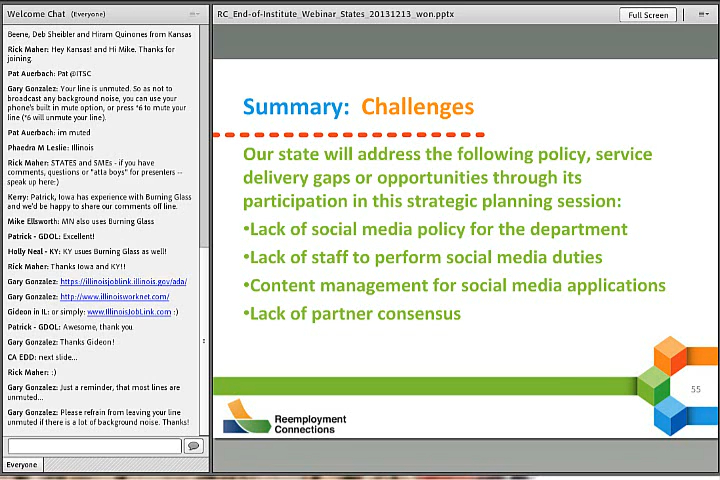 Welcome Chat (Everyone)
Beene, Deb Sheibler and Hiram Quinones from Kansas
Rick Maher: Hey Kansas! and Hi Mike. Thanks for
joining.
Pat Auerbach: Pat @ITSC
Gary Gonzalez: Your line is unmuted. So as not to
broadcast any background noise, you can use your
phone's built in mute option, or press *6 to mute your
line (*6 will unmute your line).
Pat Auerbach: im muted
Phaedra M Leslie: Illinois
Rick Maher: STATES and SMEs - if you have
comments, questions or "atta boys" for presenters --
speak up here:)
Kerry: Patrick, Iowa has experience with Burning Glass
and we'd be happy to share our comments off line.
Mike Ellsworth: MN also uses Burning Glass
Patrick - GDOL: Excellent!
Holly Neal - KY: KY usues Burning Glass as well!
Rick Maher: Thanks Iowa and KY!!
Gary Gonzalez: https://illinoisjoblink.illinois.gov/ada/
Gary Gonzalez: http://www.illinoisworknet.com/
Gideon in IL: or simply: www.IllinoisJobLink.com :)
Patrick - GDOL: Awesome, thank you
Gary Gonzalez: Thanks Gideon!
CA EDD: next slide...
Rick Maher: :)
Gary Gonzalez: Just a reminder, that most lines are
unmuted...
Gary Gonzalez: Please refrain from leaving your line
unmuted if there is a lot of background noise. Thanks!
Everyone
RC_End-of-Institute_Webinar_States_20131213_won.pptx
Full Screen
Summary: Challenges
Our state will address the following policy, service
delivery gaps or opportunities through its
participation in this strategic planning session:
•Lack of social media policy for the department
•Lack of staff to perform social media duties
•Content management for social media applications
•Lack of partner consensus
55
Reemployment
Connections